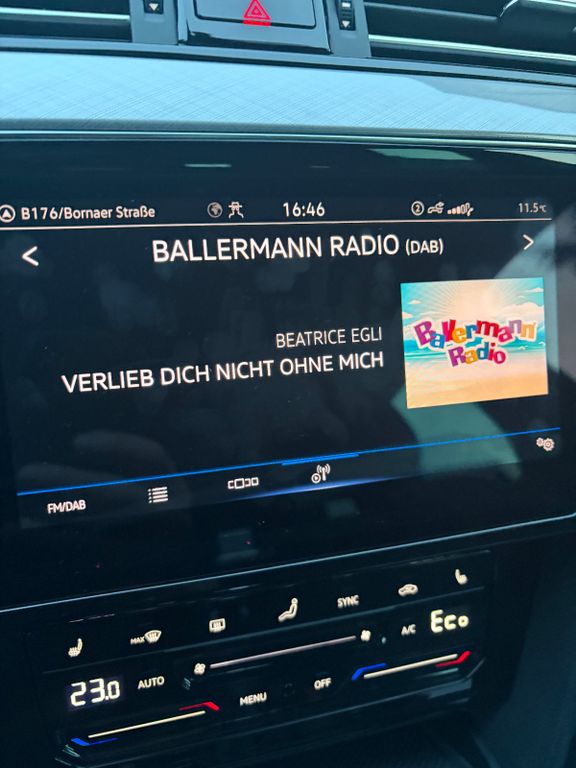 B176/Bornaer Straße 16:46 2 11.5°C
BALLERMANN RADIO (DAB)
BEATRICE EGLI
VERLIEB DICH NICHT OHNE MICH
Ballermann
Radio
FM/DAB
SYNC
MAX
A/C Eco
23.0 AUTO
MENU OFF